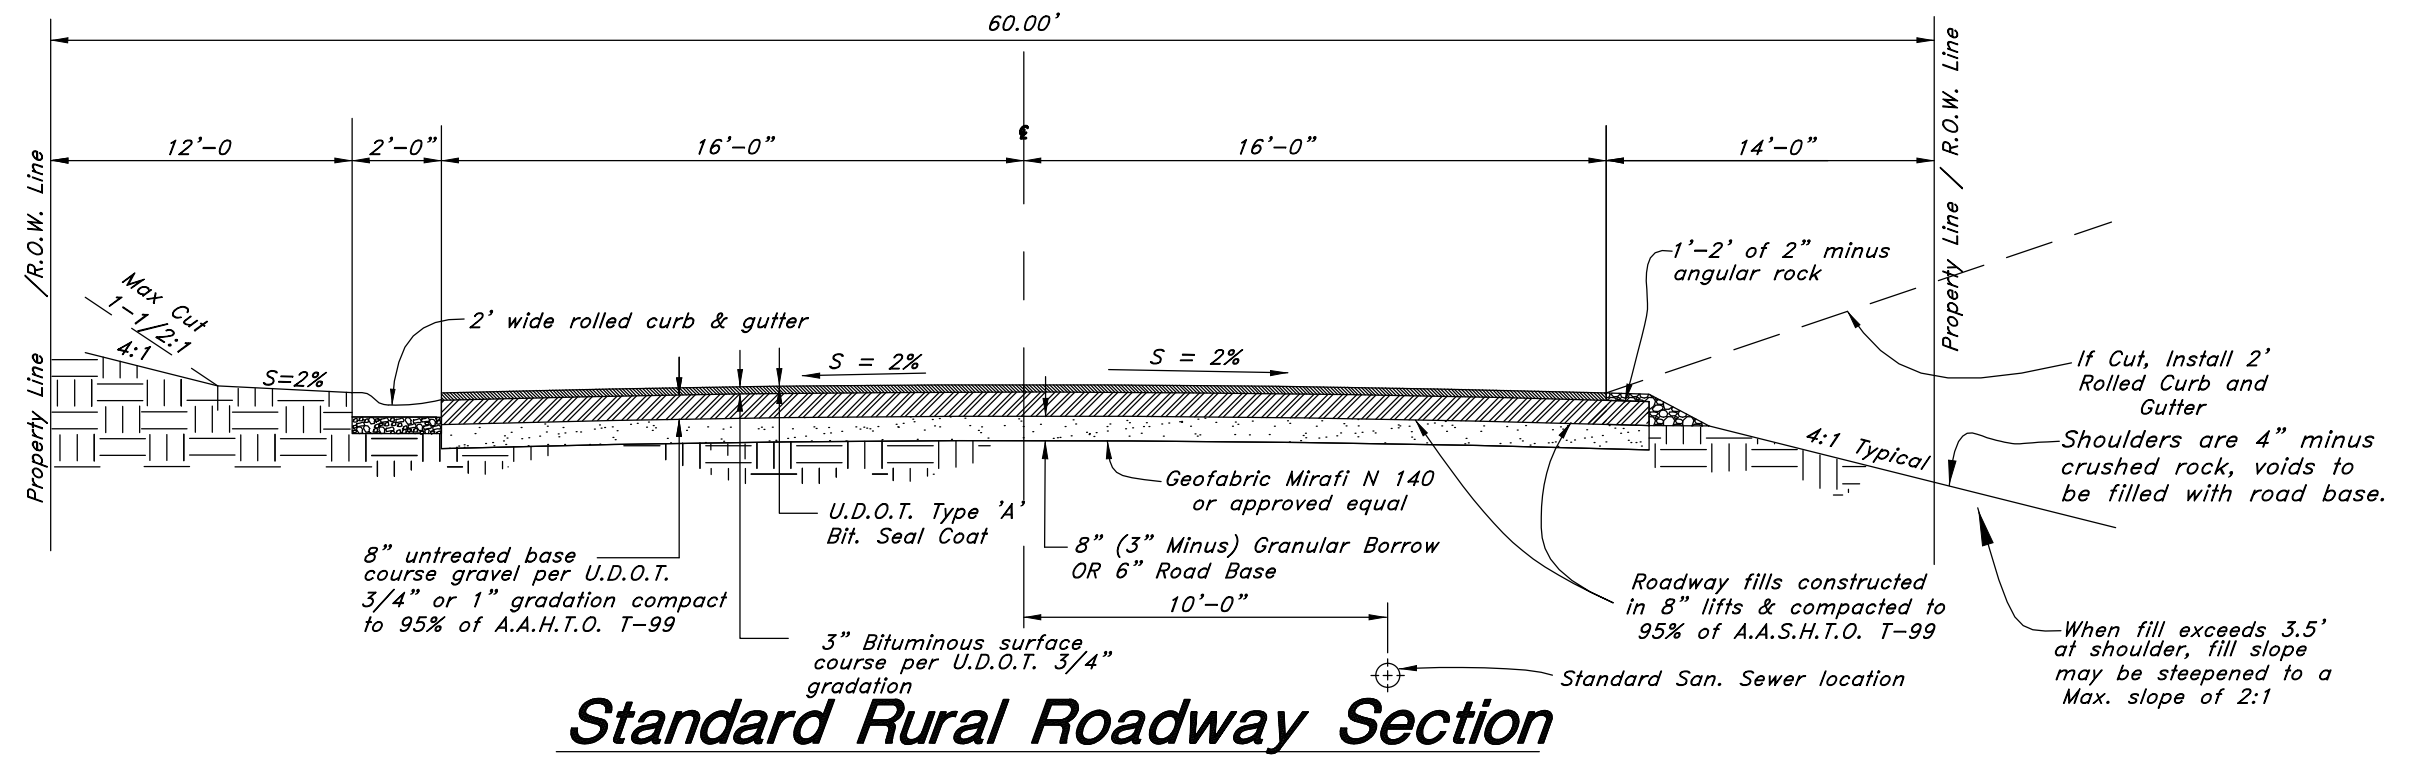 60.00'
12'-0
2'-0"
16'-0"
16'-0"
14'-0"
Property Line /R.O.W. Line
Property Line / R.O.W. Line
Max Cut
1-1/2:1
4:1
S=2%
2' wide rolled curb & gutter
S = 2%
S = 2%
1'-2' of 2" minus
angular rock
If Cut, Install 2'
Rolled Curb and
Gutter
4:1 Typical
Shoulders are 4" minus
crushed rock, voids to
be filled with road base.
Geofabric Mirafi N 140
or approved equal
U.D.O.T. Type 'A'
Bit. Seal Coat
8" (3" Minus) Granular Borrow
OR 6" Road Base
8" untreated base
course gravel per U.D.O.T.
3/4" or 1" gradation compact
to 95% of A.A.H.T.O. T-99
10'-0"
Roadway fills constructed
in 8" lifts & compacted to
95% of A.A.S.H.T.O. T-99
3" Bituminous surface
course per U.D.O.T. 3/4"
gradation
When fill exceeds 3.5'
at shoulder, fill slope
may be steepened to a
Max. slope of 2:1
Standard San. Sewer location
Standard Rural Roadway Section